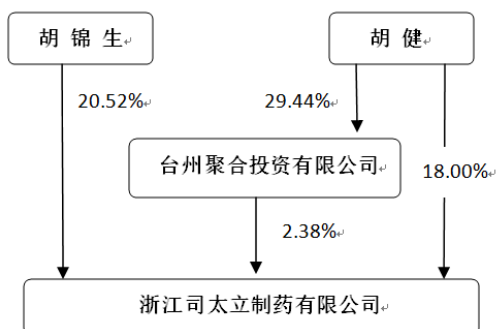 胡 锦 生
胡 健
20.52%
29.44%
台州聚合投资有限公司
18.00%
2.38%
浙江司太立制药有限公司